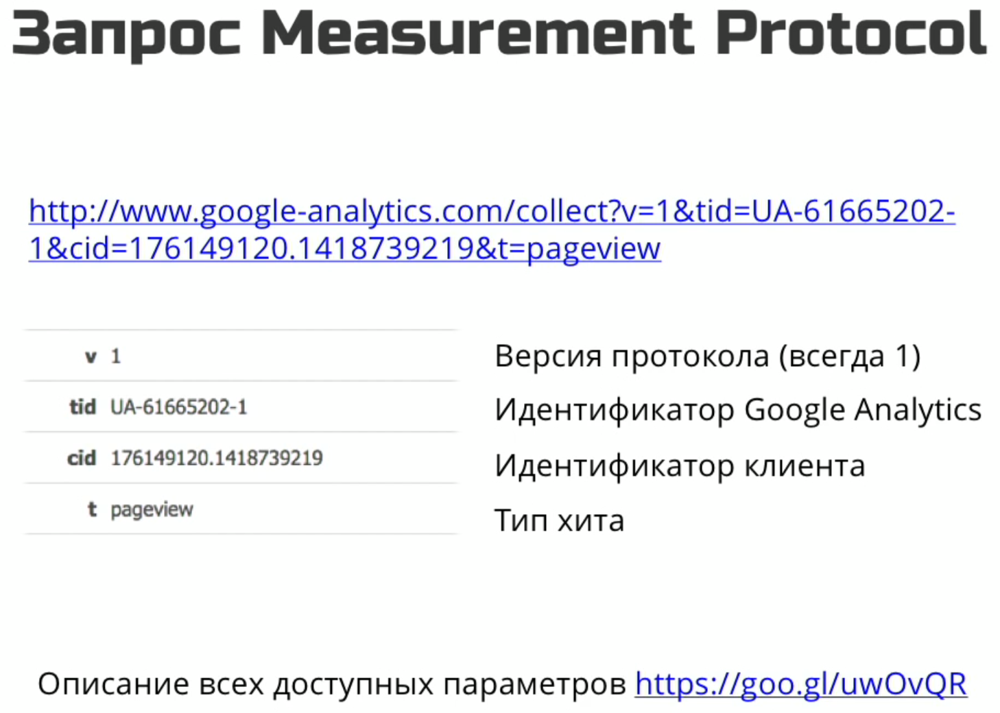 Запрос Measurement Protocol
http://www.google-analytics.com/collect?v=1&tid=UA-61665202-
1&cid=176149120.1418739219&t=pageview
v 1 Версия протокола (всегда 1)
tid UA-61665202-1 Идентификатор Google Analytics
cid 176149120.1418739219 Идентификатор клиента
t pageview Тип хита
Описание всех доступных параметров https://goo.gl/uwOvQR